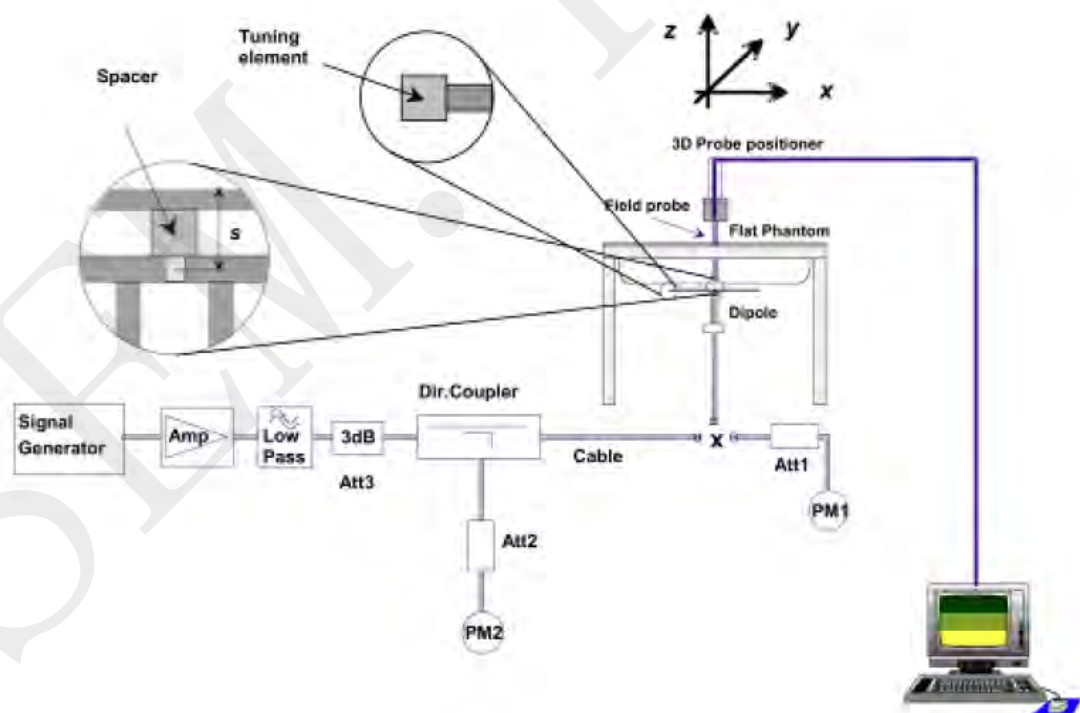 Tuning
element
Spacer
z
y
x
3D Probe positioner
Field probe
Flat Phantom
s
Dipole
Dir.Coupler
Signal
Generator
Amp
Low
Pass
3dB
Att3
Cable
x
Att1
PM1
Att2
PM2